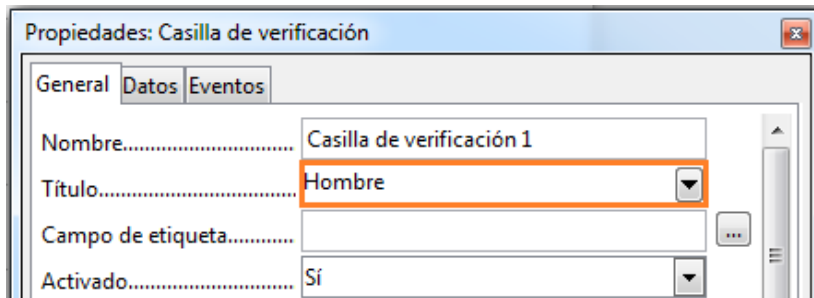 Propiedades: Casilla de verificación
General Datos Eventos
Nombre............................. Casilla de verificación 1
Título.................................. Hombre
Campo de etiqueta............ ...
Activado............................ Sí